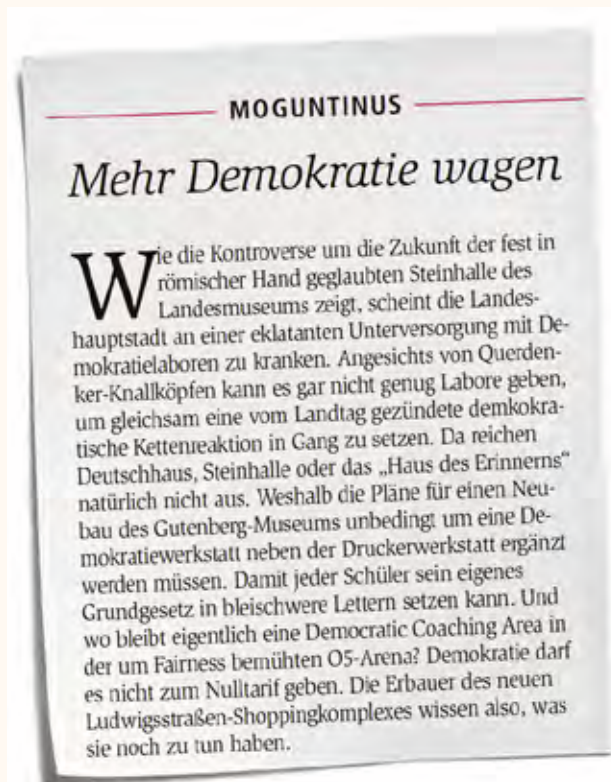 MOGUNTINUS
Mehr Demokratie wagen
Wie die Kontroverse um die Zukunft der fest in
römischer Hand geglaubten Steinhalle des
Landesmuseums zeigt, scheint die Landes-
hauptstadt an einer eklatanten Unterversorgung mit De-
mokratielaboren zu kranken. Angesichts von Querden-
ker-Knallköpfen kann es gar nicht genug Labore geben,
um gleichsam eine vom Landtag gezündete demkokra-
tische Kettenreaktion in Gang zu setzen. Da reichen
Deutschhaus, Steinhalle oder das „Haus des Erinnerns“
natürlich nicht aus. Weshalb die Pläne für einen Neu-
bau des Gutenberg-Museums unbedingt um eine De-
mokratiewerkstatt neben der Druckerwerkstatt ergänzt
werden müssen. Damit jeder Schüler sein eigenes
Grundgesetz in bleischwere Lettern setzen kann. Und
wo bleibt eigentlich eine Democratic Coaching Area in
der um Fairness bemühten 05-Arena? Demokratie darf
es nicht zum Nulltarif geben. Die Erbauer des neuen
Ludwigsstraßen-Shoppingkomplexes wissen also, was
sie noch zu tun haben.